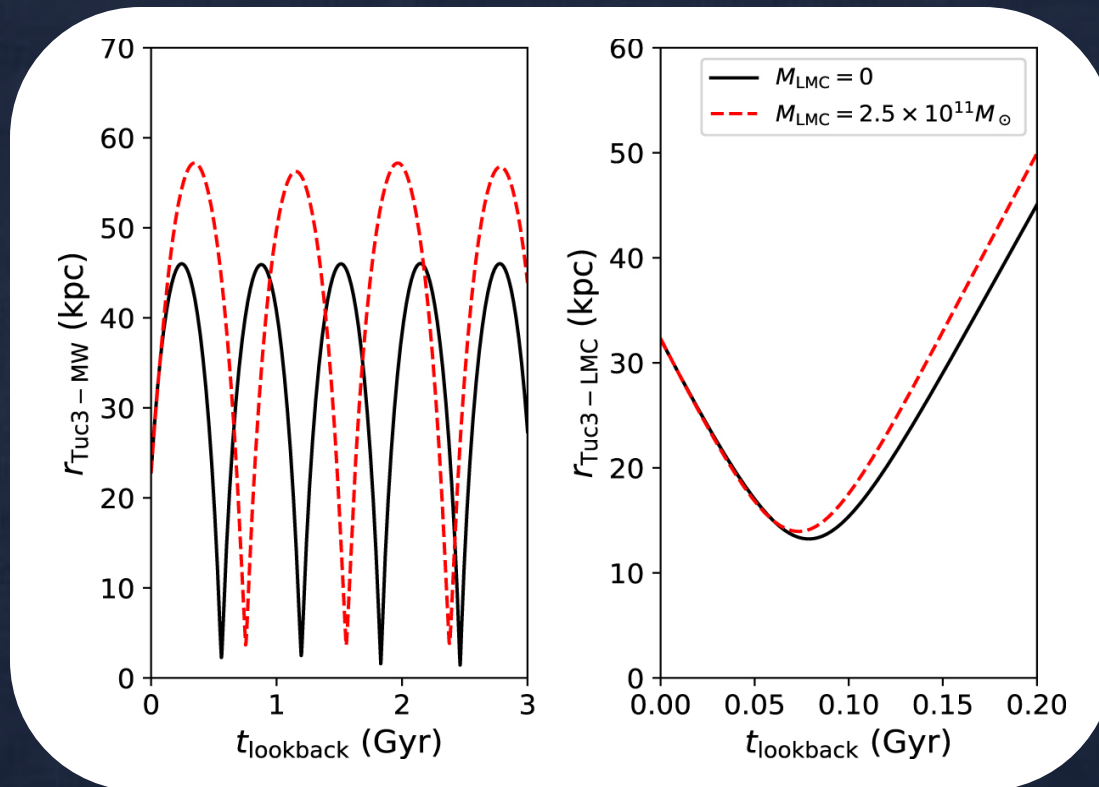 70
60
50
40
30
20
10
0
r_Tuc3−MW (kpc)
0 1 2 3
t_lookback (Gyr)
60
50
40
30
20
10
0
r_Tuc3−LMC (kpc)
M_LMC = 0
M_LMC = 2.5 × 10^11 M_⊙
0.00 0.05 0.10 0.15 0.20
t_lookback (Gyr)